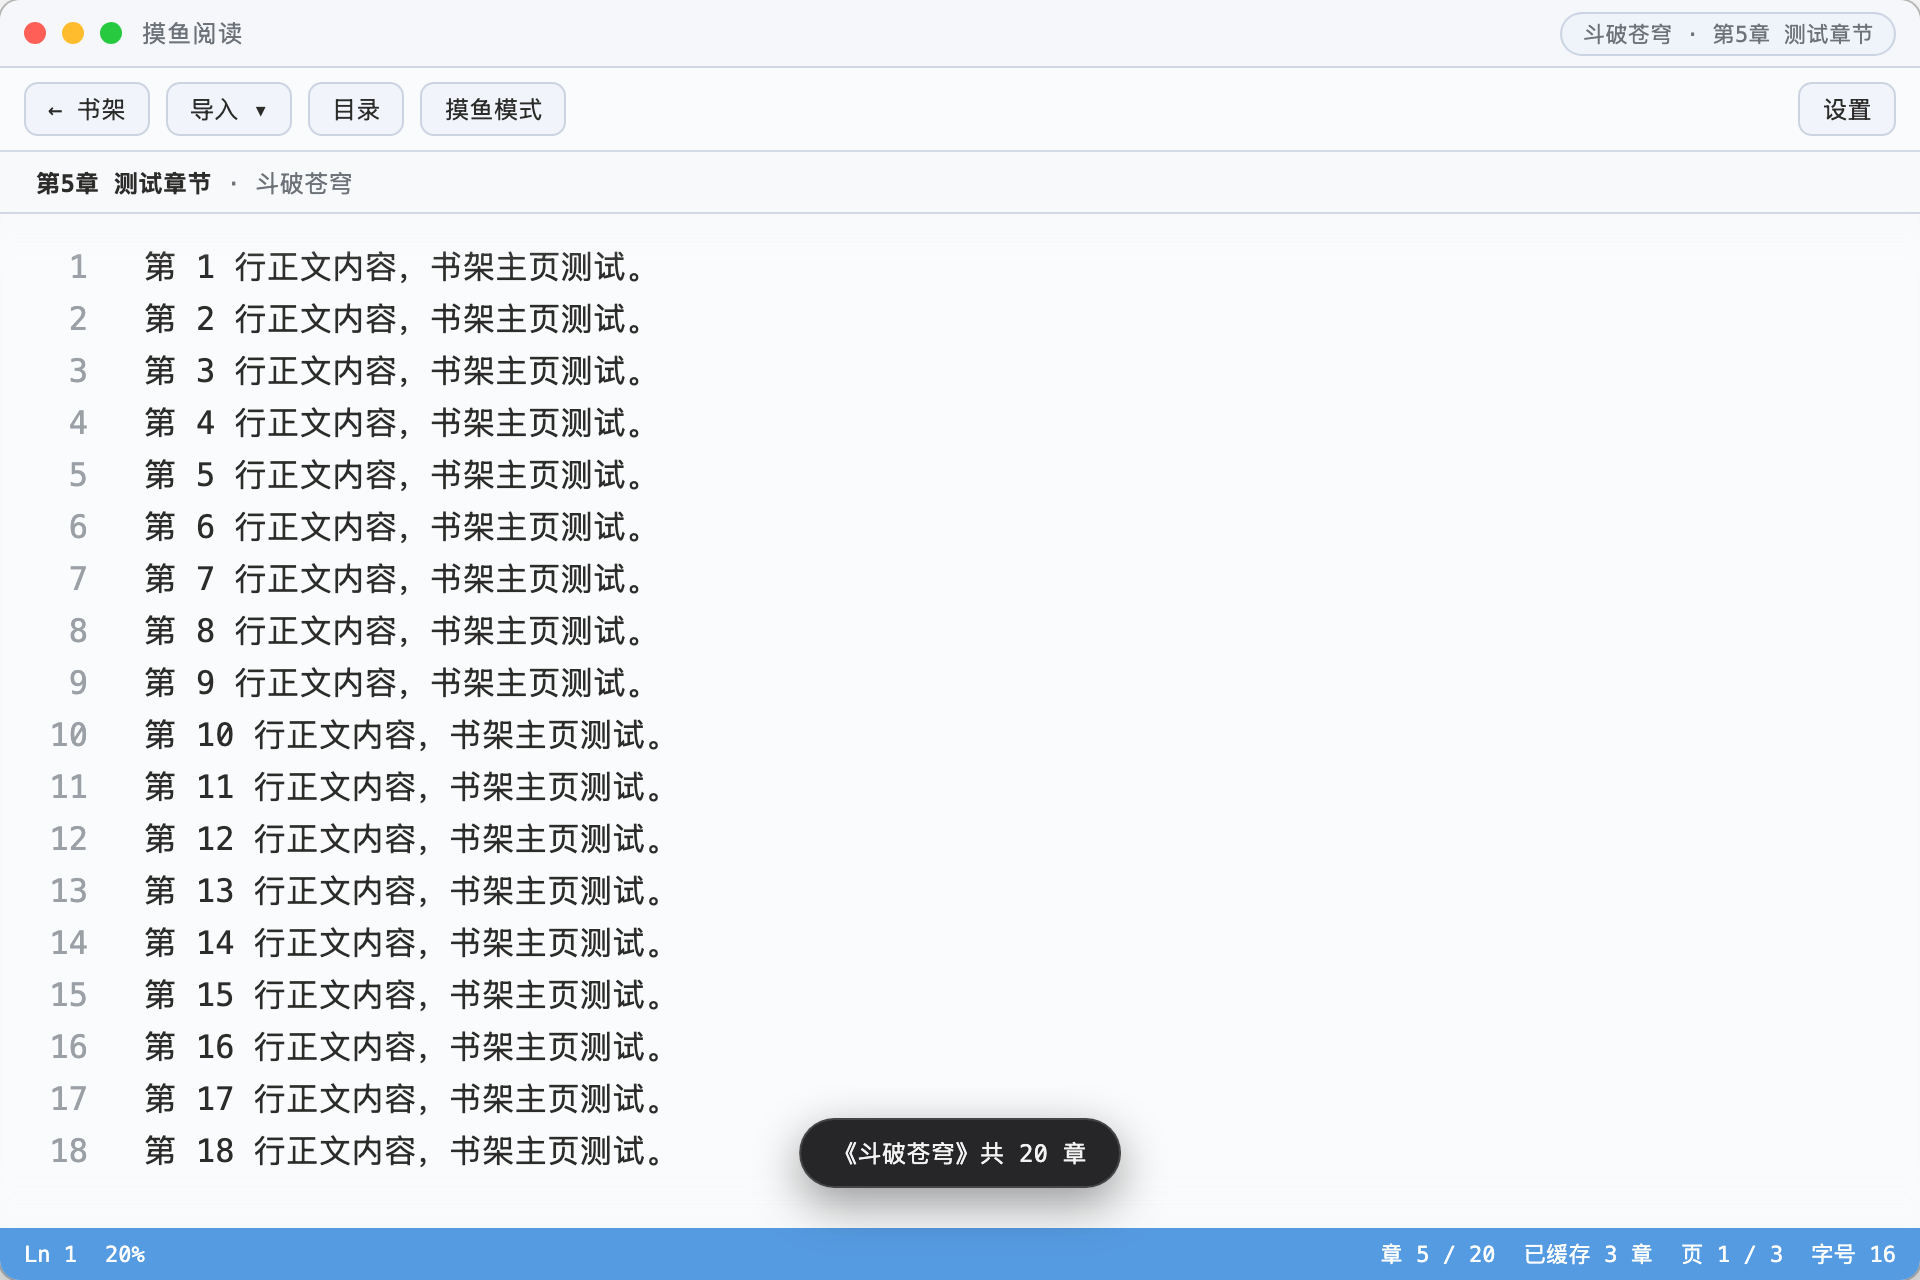 摸鱼阅读
斗破苍穹 · 第5章 测试章节
← 书架 导入 ▾ 目录 摸鱼模式 设置
第5章 测试章节 · 斗破苍穹
1 第 1 行正文内容，书架主页测试。
2 第 2 行正文内容，书架主页测试。
3 第 3 行正文内容，书架主页测试。
4 第 4 行正文内容，书架主页测试。
5 第 5 行正文内容，书架主页测试。
6 第 6 行正文内容，书架主页测试。
7 第 7 行正文内容，书架主页测试。
8 第 8 行正文内容，书架主页测试。
9 第 9 行正文内容，书架主页测试。
10 第 10 行正文内容，书架主页测试。
11 第 11 行正文内容，书架主页测试。
12 第 12 行正文内容，书架主页测试。
13 第 13 行正文内容，书架主页测试。
14 第 14 行正文内容，书架主页测试。
15 第 15 行正文内容，书架主页测试。
16 第 16 行正文内容，书架主页测试。
17 第 17 行正文内容，书架主页测试。
18 第 18 行正文内容，书架主页测试。
《斗破苍穹》共 20 章
Ln 1 20% 章 5 / 20 已缓存 3 章 页 1 / 3 字号 16